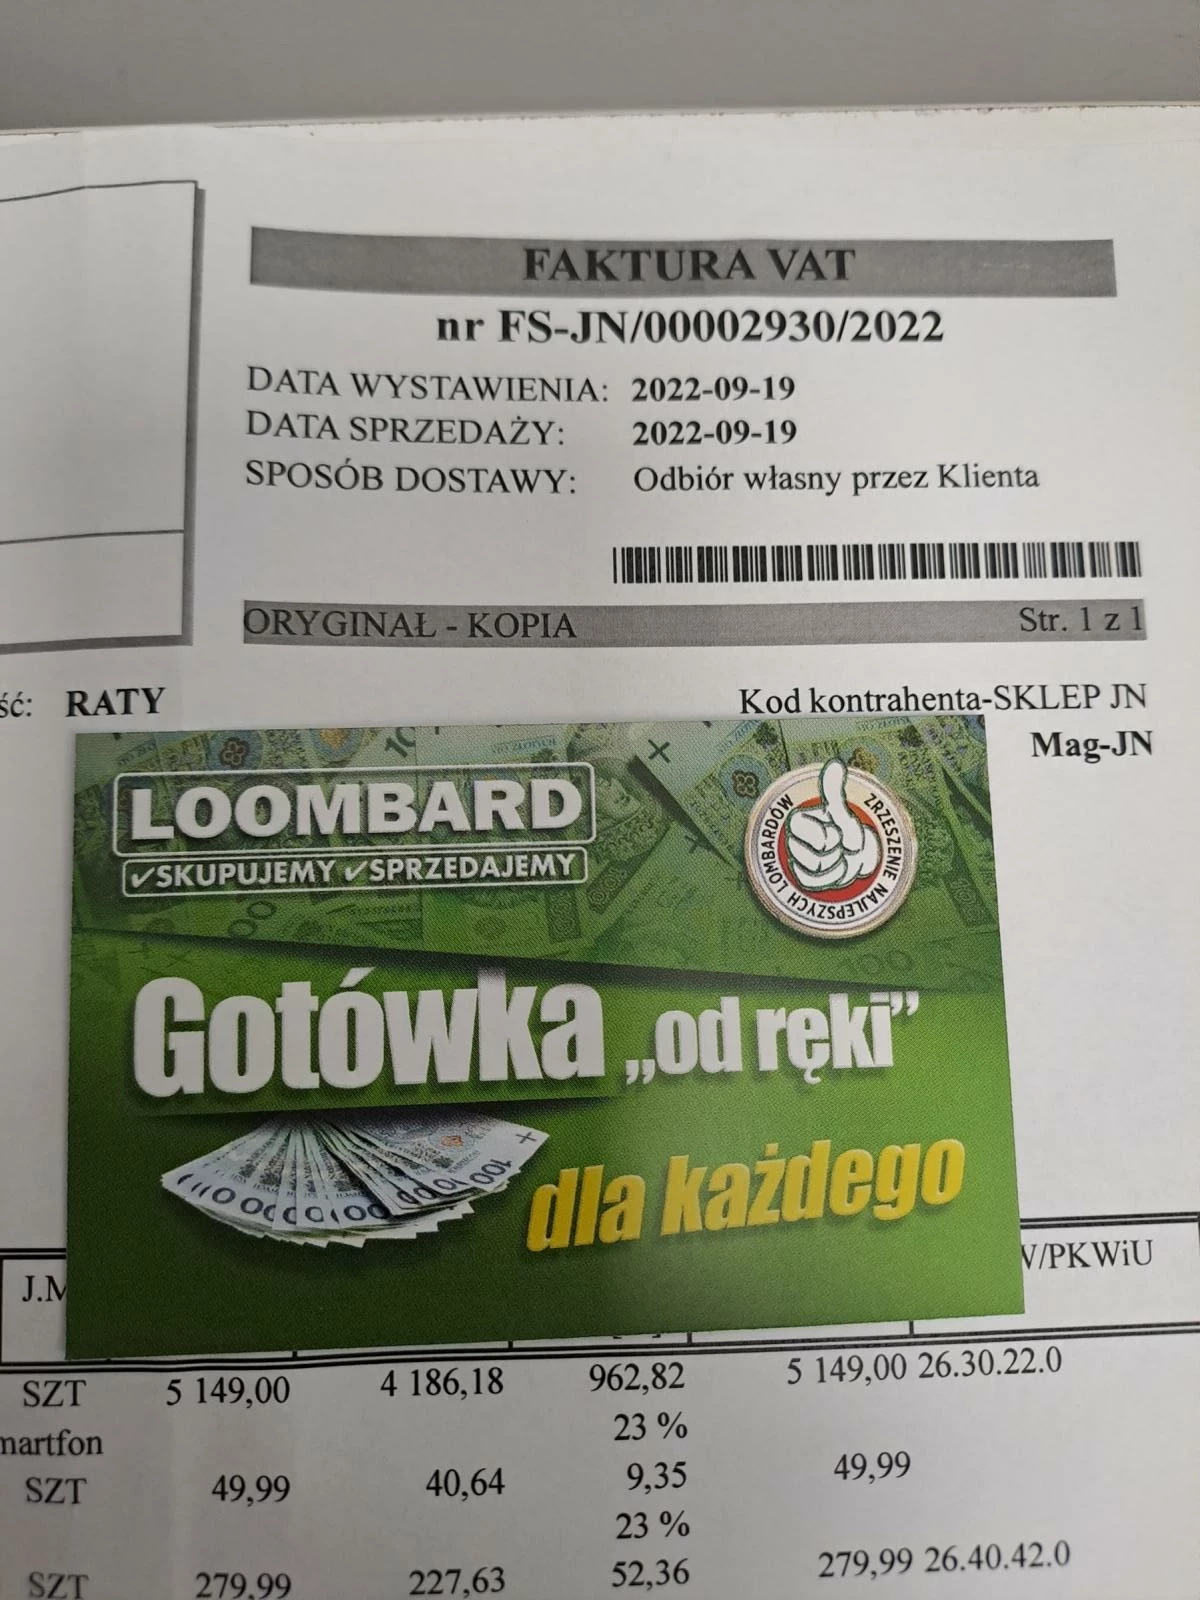 FAKTURA VAT
nr FS-JN/00002930/2022
DATA WYSTAWIENIA: 2022-09-19
DATA SPRZEDAŻY: 2022-09-19
SPOSÓB DOSTAWY: Odbiór własny przez Klienta
ORYGINAŁ - KOPIA Str. 1 z 1
ść: RATY Kod kontrahenta-SKLEP JN
Mag-JN
LOOMBARD
✓SKUPUJEMY ✓SPRZEDAJEMY
ZRZESZENIE NAJLEPSZYCH LOMBARDÓW
Gotówka „od ręki”
dla każdego
J.M V/PKWiU
SZT 5 149,00 4 186,18 962,82 5 149,00 26.30.22.0
23 %
martfon
SZT 49,99 40,64 9,35 49,99
23 %
SZT 279,99 227,63 52,36 279,99 26.40.42.0